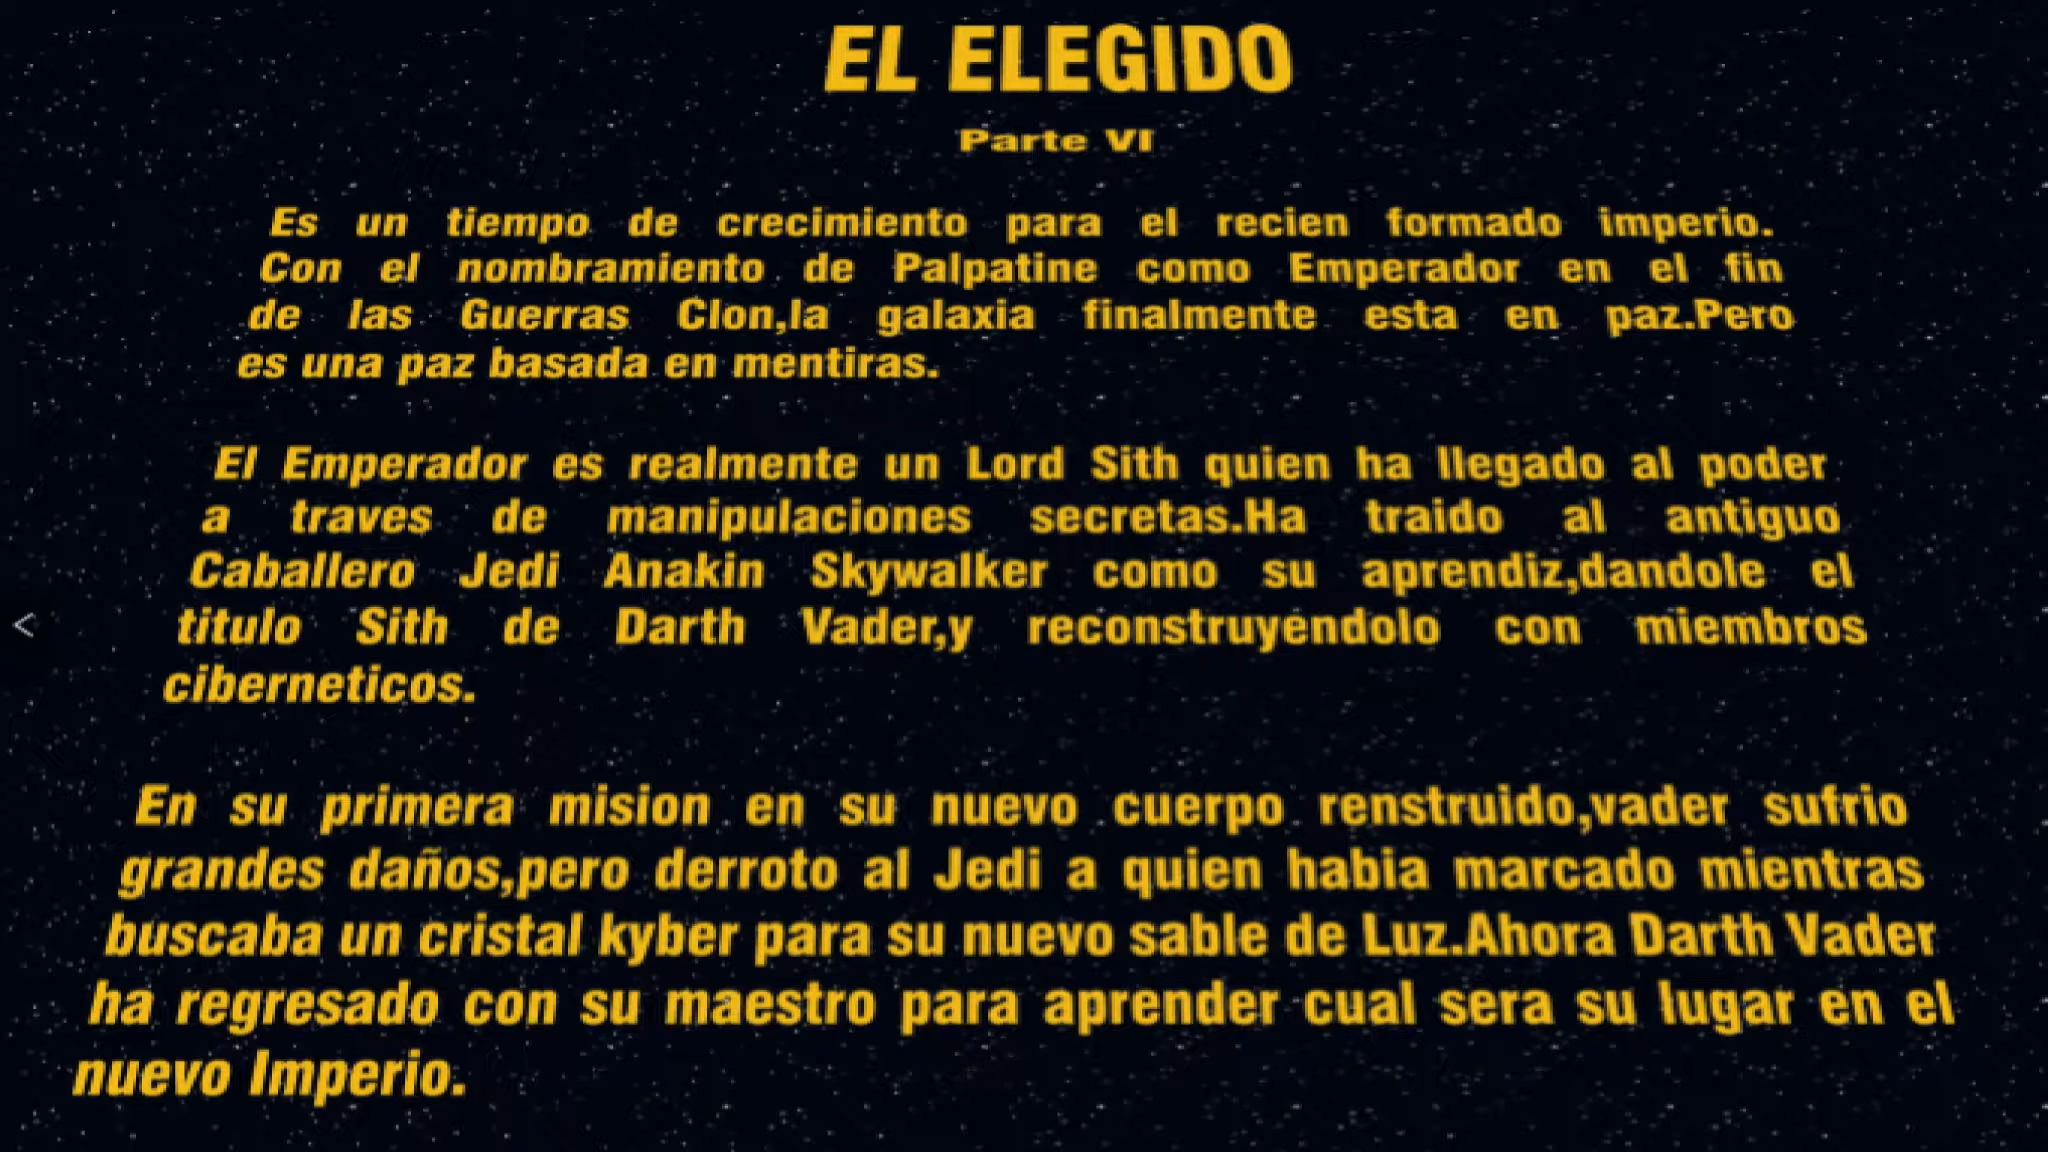 EL ELEGIDO
Parte VI
Es un tiempo de crecimiento para el recien formado imperio.
Con el nombramiento de Palpatine como Emperador en el fin
de las Guerras Clon,la galaxia finalmente esta en paz.Pero
es una paz basada en mentiras.
El Emperador es realmente un Lord Sith quien ha llegado al poder
a traves de manipulaciones secretas.Ha traido al antiguo
Caballero Jedi Anakin Skywalker como su aprendiz,dandole el
titulo Sith de Darth Vader,y reconstruyendolo con miembros
ciberneticos.
En su primera mision en su nuevo cuerpo renstruido,vader sufrio
grandes daños,pero derroto al Jedi a quien habia marcado mientras
buscaba un cristal kyber para su nuevo sable de Luz.Ahora Darth Vader
<
ha regresado con su maestro para aprender cual sera su lugar en el
nuevo Imperio.